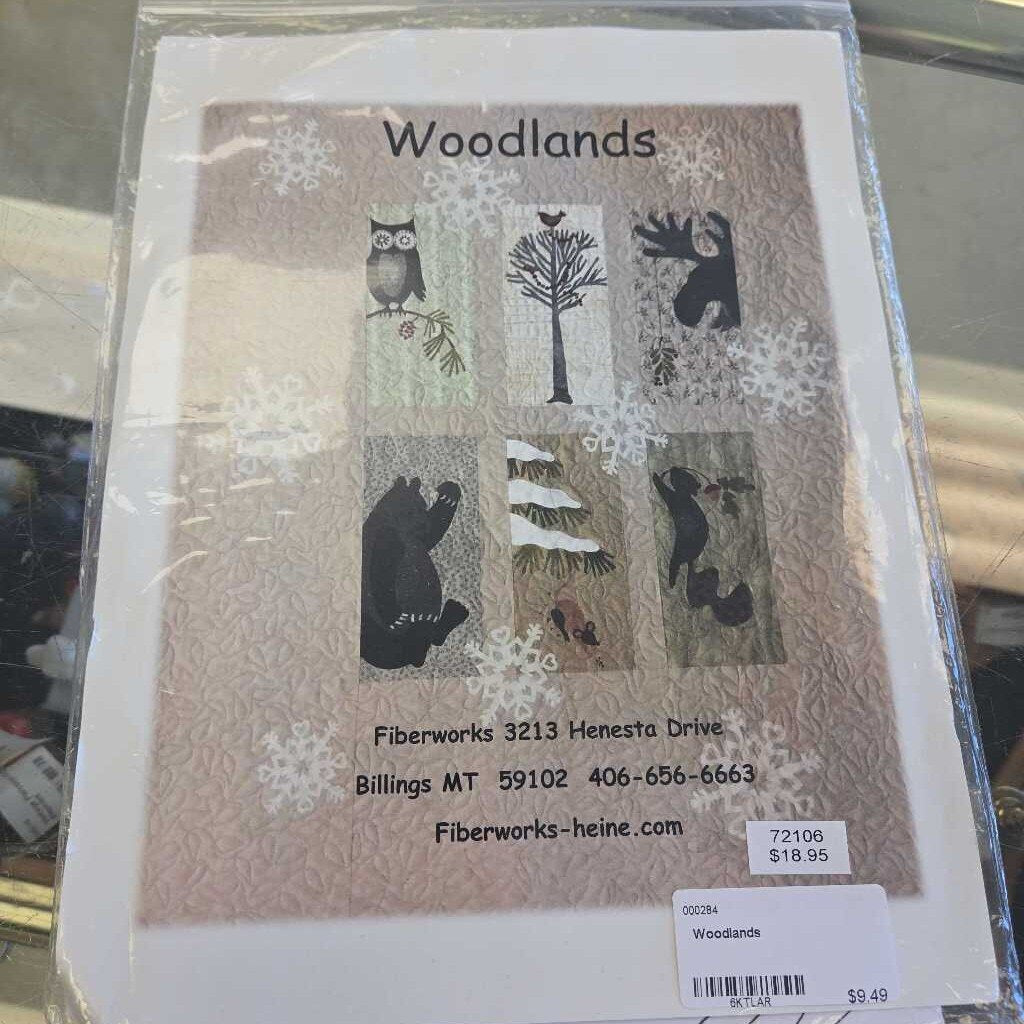 Woodlands
Fiberworks 3213 Henesta Drive
Billings MT 59102 406-656-6663
Fiberworks-heine.com
72106
$18.95
000284
Woodlands
6KTLAR
$9.49